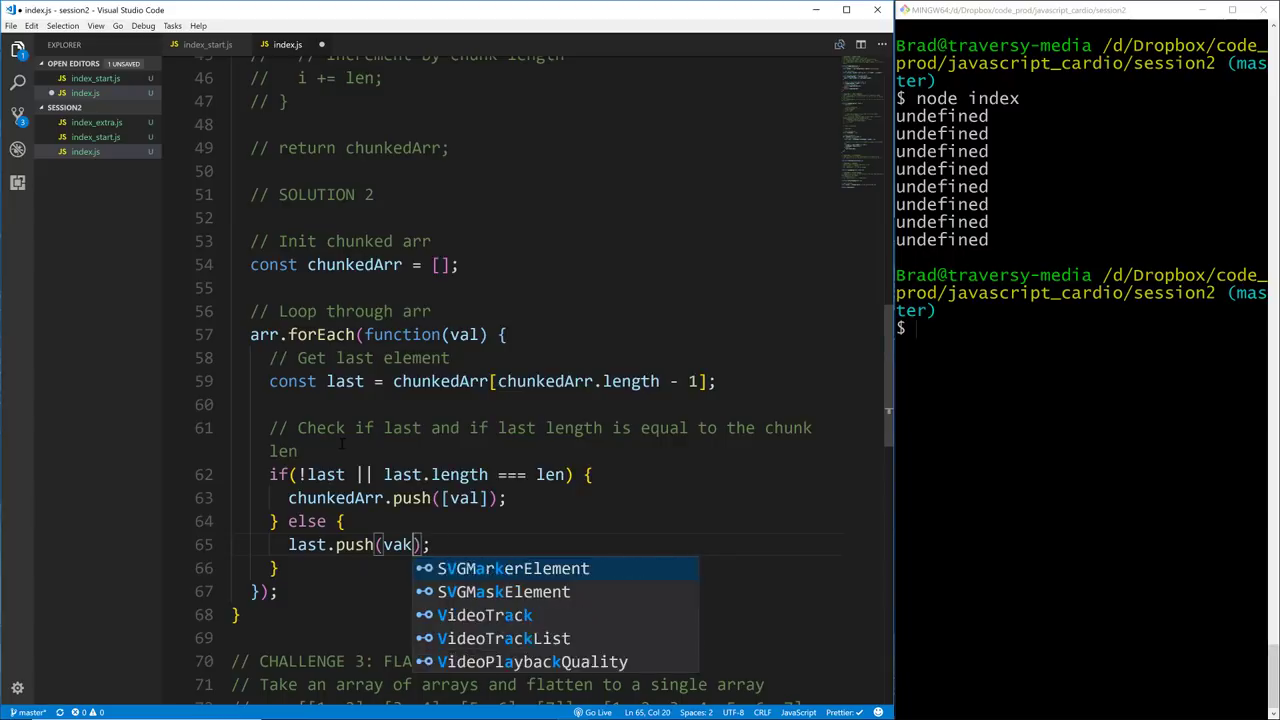 ● index.js - session2 - Visual Studio Code
File Edit Selection View Go Debug Tasks Help
EXPLORER
OPEN EDITORS 1 UNSAVED
index_start.js U
● index.js U
SESSION2
index_extra.js U
index_start.js U
index.js U
1
3
index_start.js index.js ●
46 // i += len;
47 // }
48
49 // return chunkedArr;
50
51 // SOLUTION 2
52
53 // Init chunked arr
54 const chunkedArr = [];
55
56 // Loop through arr
57 arr.forEach(function(val) {
58 // Get last element
59 const last = chunkedArr[chunkedArr.length - 1];
60
61 // Check if last and if last length is equal to the chunk
len
62 if(!last || last.length === len) {
63 chunkedArr.push([val]);
64 } else {
65 last.push(vak);
66 }
SVGMarkerElement
SVGMaskElement
VideoTrack
VideoTrackList
VideoPlaybackQuality
67 });
68 }
69
70 // CHALLENGE 3: FLA
71 // Take an array of arrays and flatten to a single array
master* 0 0 Go Live Ln 65, Col 20 Spaces: 2 UTF-8 CRLF JavaScript Prettier: ✓
MINGW64:/d/Dropbox/code_prod/javascript_cardio/session2
Brad@traversy-media /d/Dropbox/code_
prod/javascript_cardio/session2 (mas
ter)
$ node index
undefined
undefined
undefined
undefined
undefined
undefined
undefined
undefined
Brad@traversy-media /d/Dropbox/code_
prod/javascript_cardio/session2 (mas
ter)
$